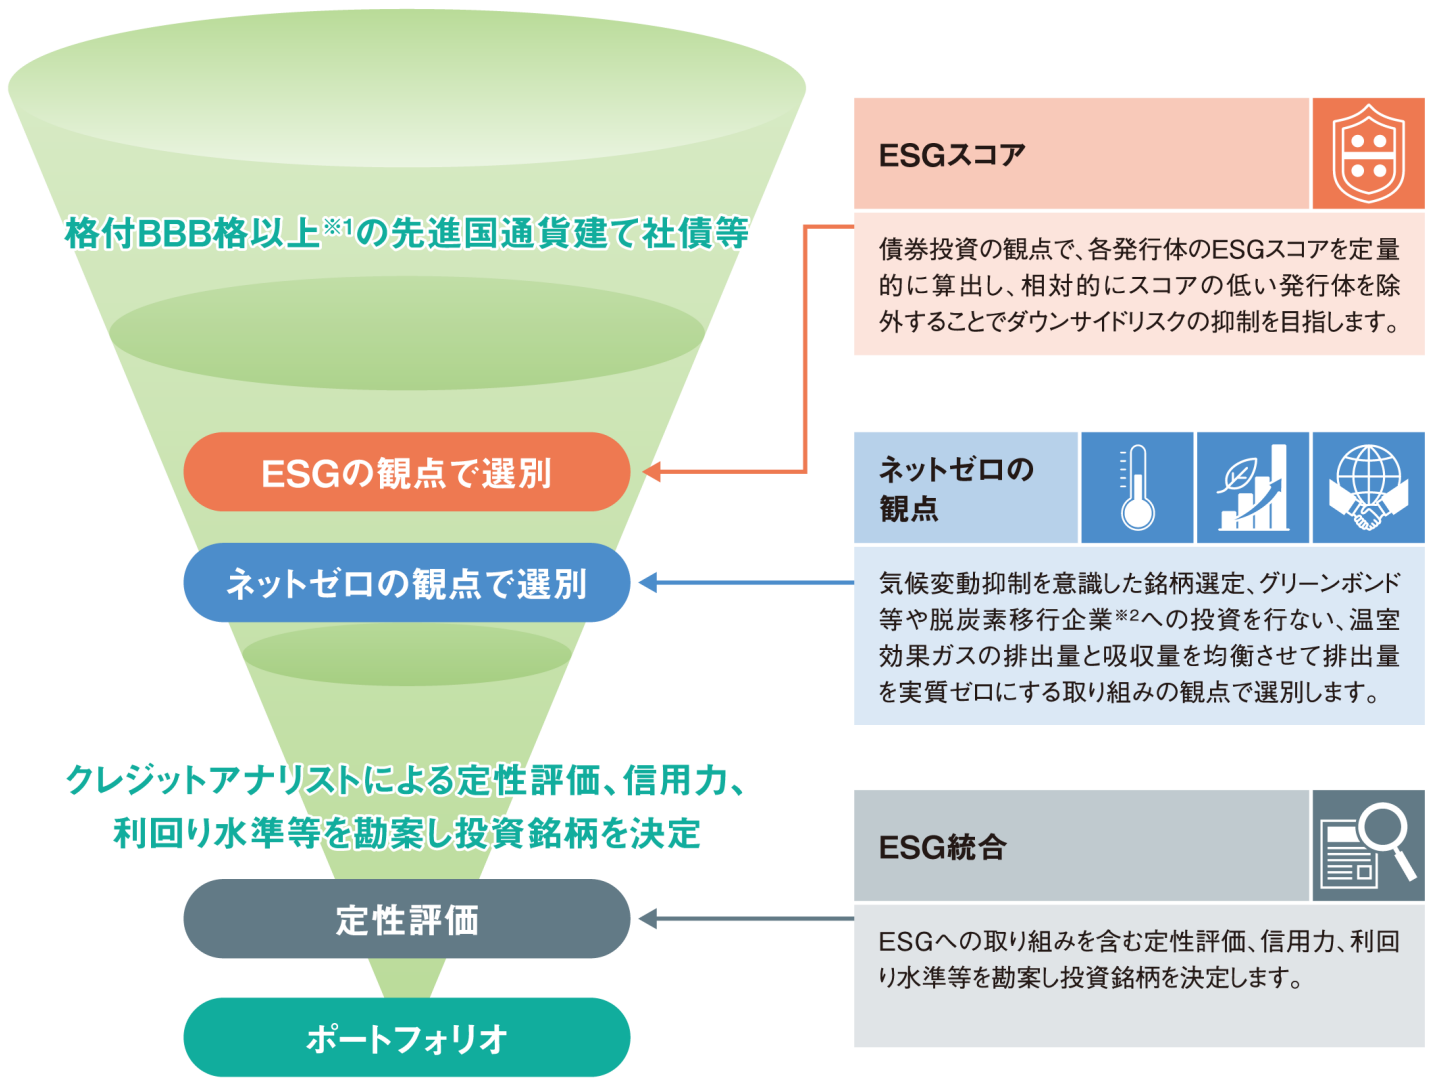 格付BBB格以上※1の先進国通貨建て社債等
ESGの観点で選別
ネットゼロの観点で選別
クレジットアナリストによる定性評価、信用力、
利回り水準等を勘案し投資銘柄を決定
定性評価
ポートフォリオ
ESGスコア
債券投資の観点で、各発行体のESGスコアを定量
的に算出し、相対的にスコアの低い発行体を除
外することでダウンサイドリスクの抑制を目指します。
ネットゼロの
観点
気候変動抑制を意識した銘柄選定、グリーンボンド
等や脱炭素移行企業※2への投資を行ない、温室
効果ガスの排出量と吸収量を均衡させて排出量
を実質ゼロにする取り組みの観点で選別します。
ESG統合
ESGへの取り組みを含む定性評価、信用力、利回
り水準等を勘案し投資銘柄を決定します。